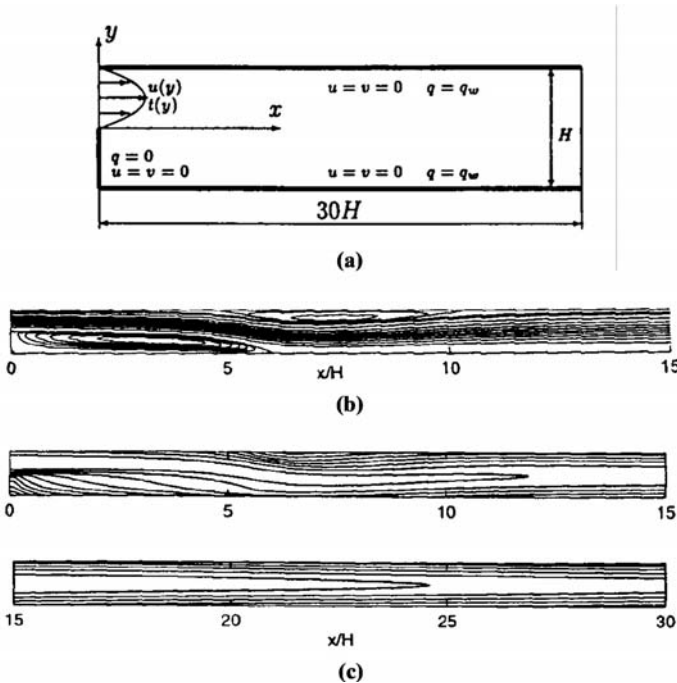 y
u(y)
t(y)
x
u = v = 0 q = q_w
H
q = 0
u = v = 0
u = v = 0 q = q_w
30H
(a)
0 5 10 15
x/H
(b)
0 5 10 15
15 20 25 30
x/H
(c)